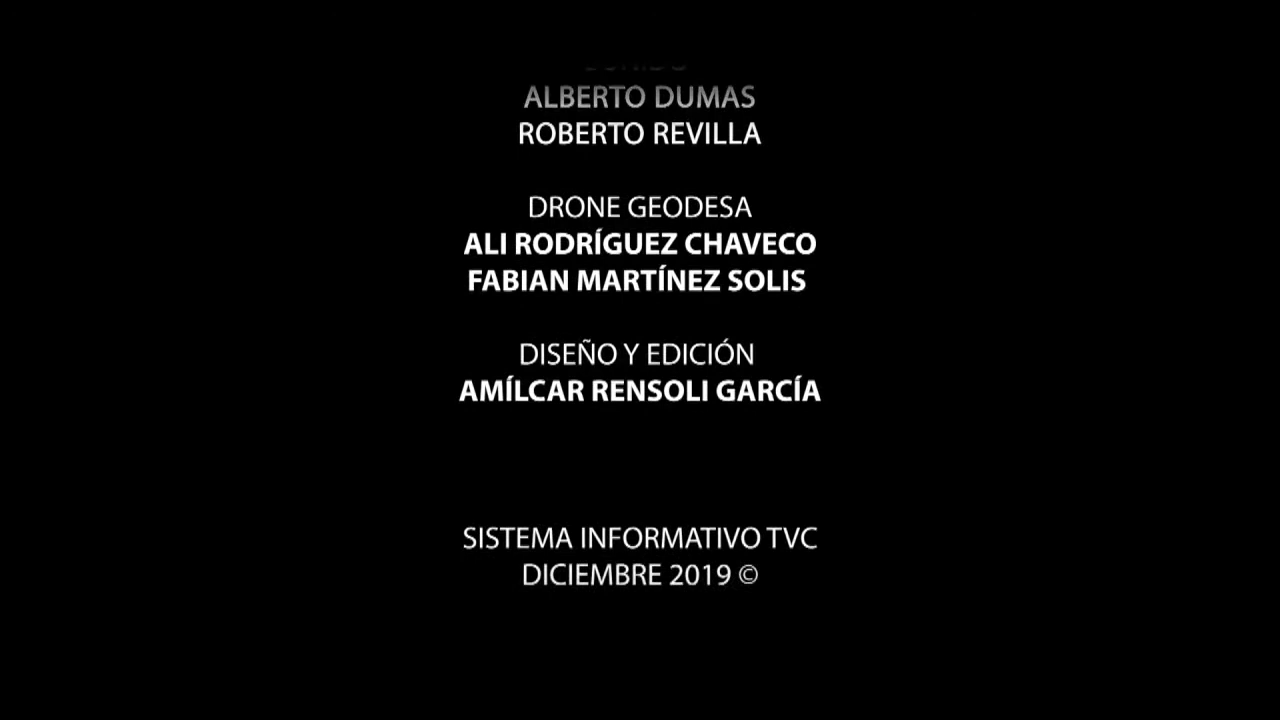 ALBERTO DUMAS
ROBERTO REVILLA
DRONE GEODESA
ALI RODRÍGUEZ CHAVECO
FABIAN MARTÍNEZ SOLIS
DISEÑO Y EDICIÓN
AMÍLCAR RENSOLI GARCÍA
SISTEMA INFORMATIVO TVC
DICIEMBRE 2019 ©